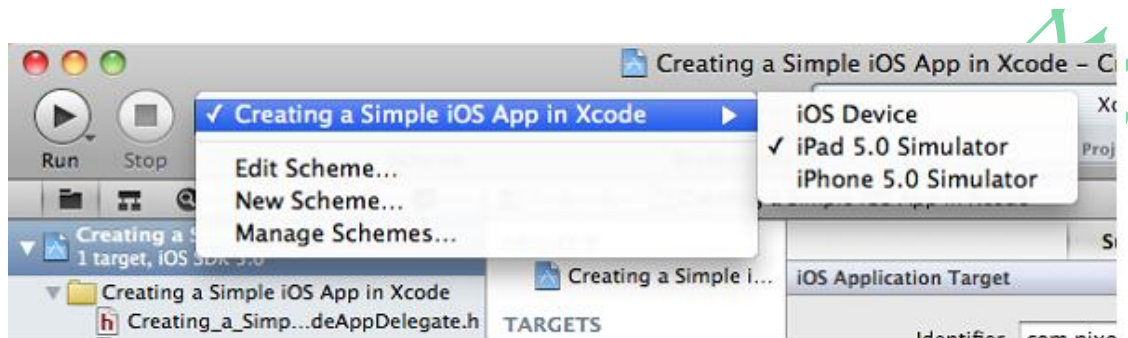 Creating a Simple iOS App in Xcode – C
Run
Stop
✓ Creating a Simple iOS App in Xcode
Edit Scheme...
New Scheme...
Manage Schemes...
iOS Device
✓ iPad 5.0 Simulator
iPhone 5.0 Simulator
Creating a S
1 target, iOS SDK 5.0
Creating a Simple iOS App in Xcode
h Creating_a_Simp...deAppDelegate.h
Creating a Simple i...
TARGETS
iOS Application Target
Identifier